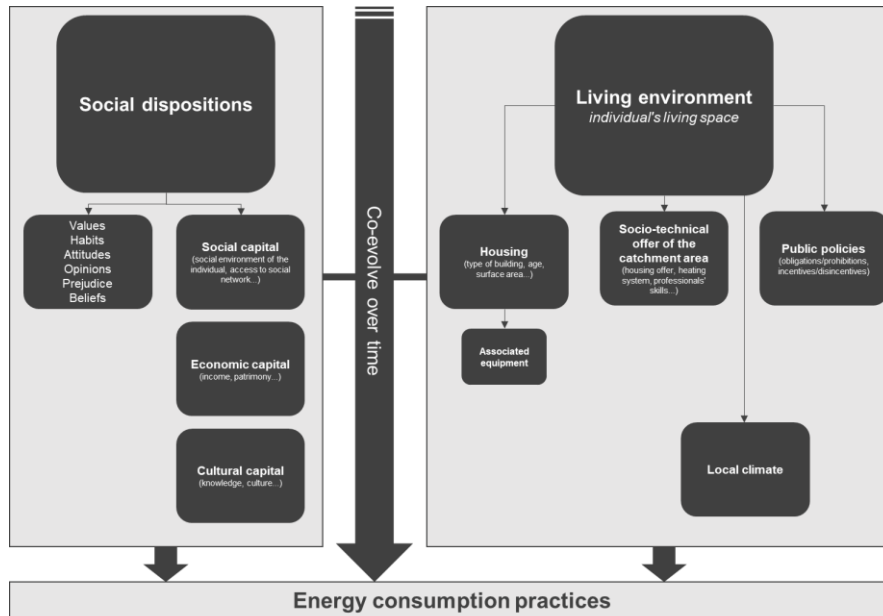 Social dispositions
Values
Habits
Attitudes
Opinions
Prejudice
Beliefs
Social capital
(social environment of the
individual, access to social
network...)
Economic capital
(income, patrimony...)
Cultural capital
(knowledge, culture...)
Co-evolve over time
Living environment
individual's living space
Housing
(type of building, age,
surface area...)
Associated
equipment
Socio-technical
offer of the
catchment area
(housing offer, heating
system, professionals'
skills...)
Public policies
(obligations/prohibitions,
incentives/disincentives)
Local climate
Energy consumption practices